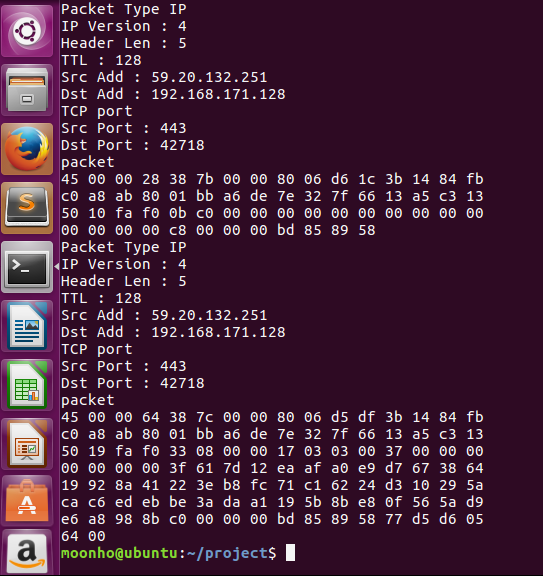 Packet Type IP
IP Version : 4
Header Len : 5
TTL : 128
Src Add : 59.20.132.251
Dst Add : 192.168.171.128
TCP port
Src Port : 443
Dst Port : 42718
packet
45 00 00 28 38 7b 00 00 80 06 d6 1c 3b 14 84 fb
c0 a8 ab 80 01 bb a6 de 7e 32 7f 66 13 a5 c3 13
50 10 fa f0 0b c0 00 00 00 00 00 00 00 00 00 00
00 00 00 00 c8 00 00 00 bd 85 89 58
Packet Type IP
IP Version : 4
Header Len : 5
TTL : 128
Src Add : 59.20.132.251
Dst Add : 192.168.171.128
TCP port
Src Port : 443
Dst Port : 42718
packet
45 00 00 64 38 7c 00 00 80 06 d5 df 3b 14 84 fb
c0 a8 ab 80 01 bb a6 de 7e 32 7f 66 13 a5 c3 13
50 19 fa f0 33 08 00 00 17 03 03 00 37 00 00 00
00 00 00 00 3f 61 7d 12 ea af a0 e9 d7 67 38 64
19 92 8a 41 22 3e b8 fc 71 c1 62 24 d3 10 29 5a
ca c6 ed eb be 3a da a1 19 5b 8b e8 0f 56 5a d9
e6 a8 98 8b c0 00 00 00 bd 85 89 58 77 d5 d6 05
64 00
moonho@ubuntu:~/project$